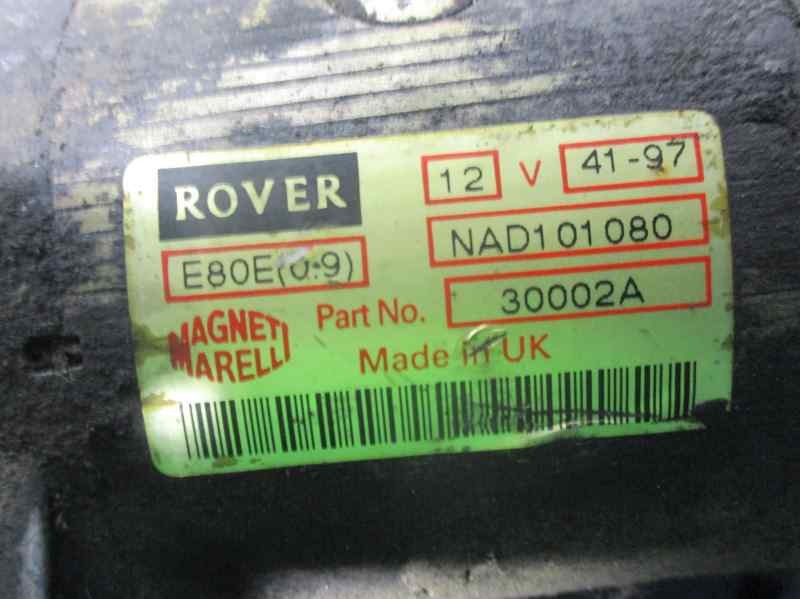 ROVER 12 V 41-97
NAD101080
E80E(0.9)
Part No. 30002A
MAGNETI
MARELLI
Made in UK